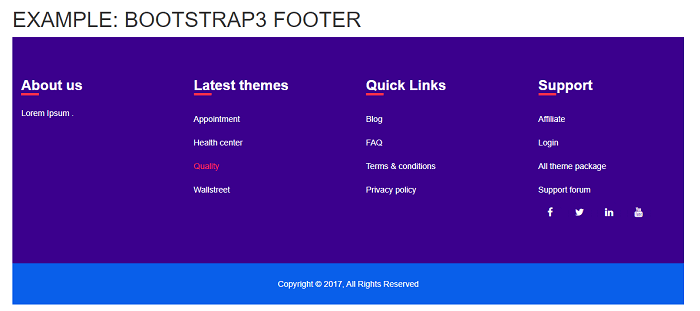 EXAMPLE: BOOTSTRAP3 FOOTER
About us
Lorem Ipsum .
Latest themes
Appointment
Health center
Quality
Wallstreet
Quick Links
Blog
FAQ
Terms & conditions
Privacy policy
Support
Affiliate
Login
All theme package
Support forum
Copyright © 2017, All Rights Reserved